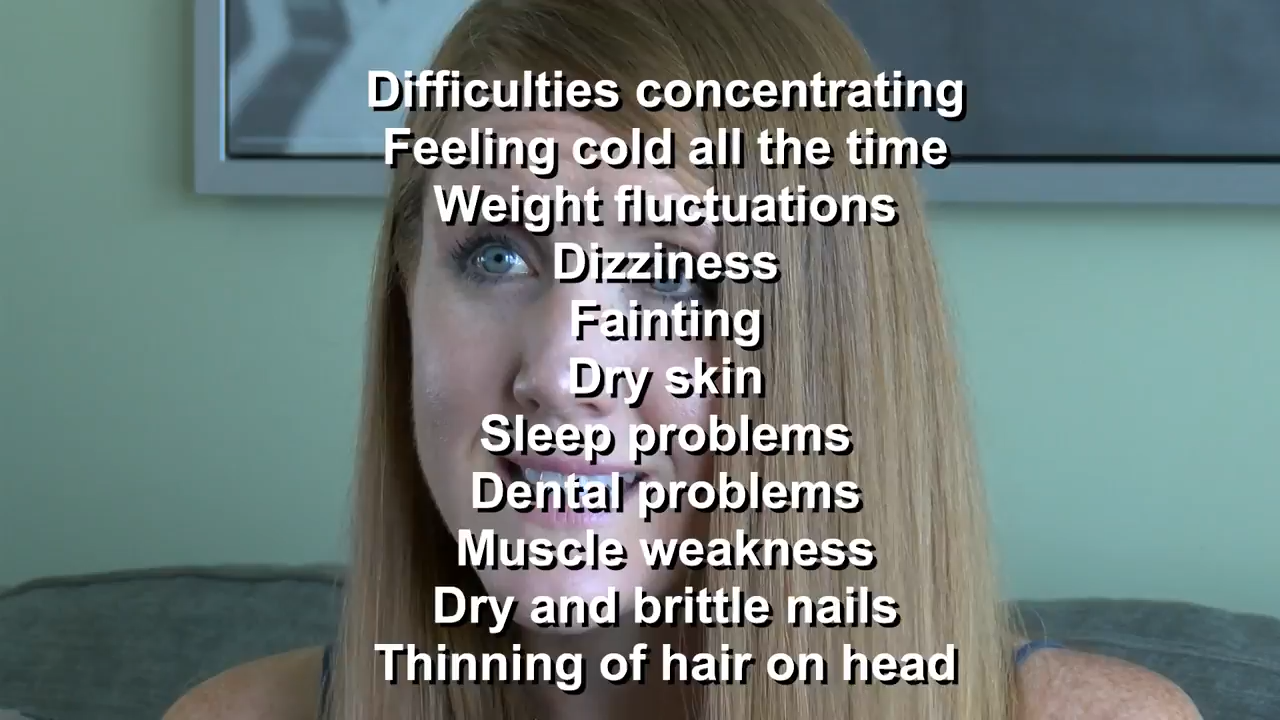 Difficulties concentrating
Feeling cold all the time
Weight fluctuations
Dizziness
Fainting
Dry skin
Sleep problems
Dental problems
Muscle weakness
Dry and brittle nails
Thinning of hair on head